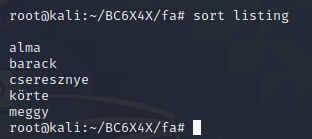 root@kali:~/BC6X4X/fa# sort listing
alma
barack
cseresznye
körte
meggy
root@kali:~/BC6X4X/fa#